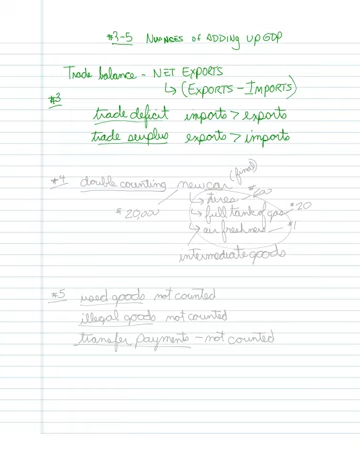 #3-5 NUANCES OF ADDING UP GDP
Trade balance - NET EXPORTS
↳ (EXPORTS - IMPORTS)
#3
trade deficit imports > exports
trade surplus exports > imports
#4 double counting new car (final)
$20,000
↳ tires
↳ full tank of gas $20
↳ air freshener $1
intermediate goods
#5 used goods not counted
illegal goods not counted
transfer payments - not counted